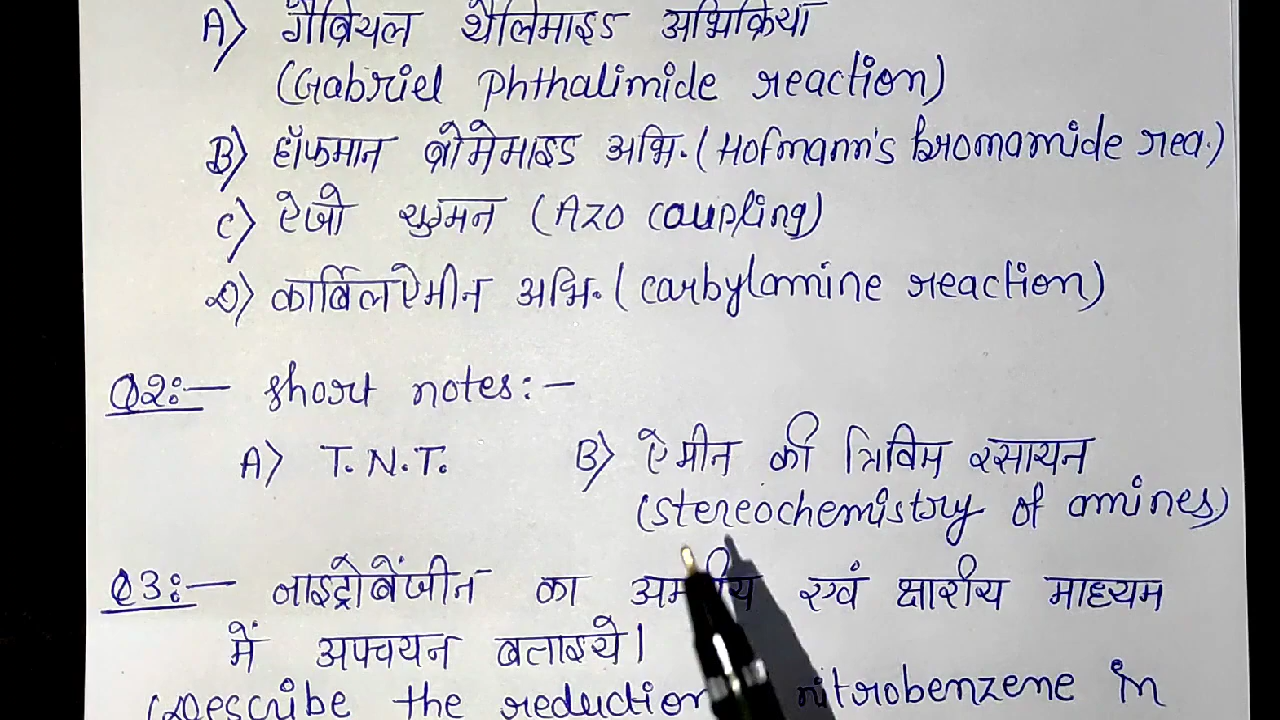 A) गैब्रियल थैलिमाइड अभिक्रिया
(Gabriel Phthalimide reaction)
B) हॉफमान ब्रोमेमाइड अभि. (Hofmann's bromamide rea.)
C) ऐजो युग्मन (Azo coupling)
D) कार्बिलऐमीन अभि. (carbylamine reaction)
Q2:— short notes:—
A) T.N.T. B) ऐमीन की त्रिविम रसायन
(stereochemistry of amines)
Q3:— नाइट्रोबेंजीन का एवं क्षारीय माध्यम
में अपचयन बताइये।
(Describe the reduction nitrobenzene in